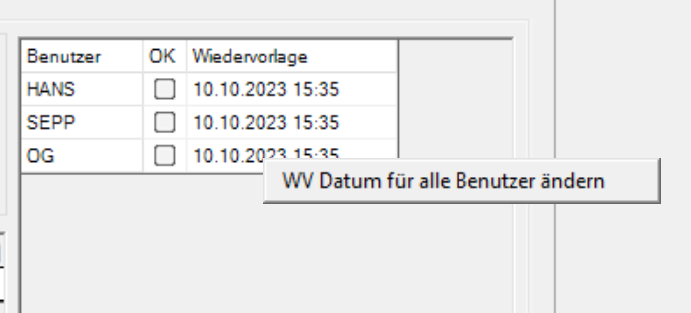 Benutzer OK Wiedervorlage
HANS 10.10.2023 15:35
SEPP 10.10.2023 15:35
OG 10.10.2023 15:35
WV Datum für alle Benutzer ändern